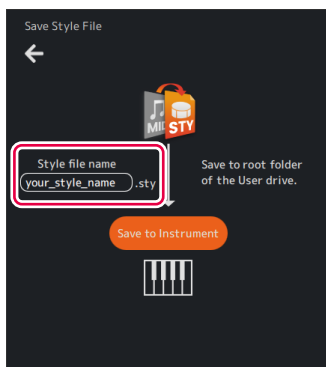 Save Style File
MID
STY
Style file name
your_style_name
.sty
Save to root folder
of the User drive.
Save to Instrument